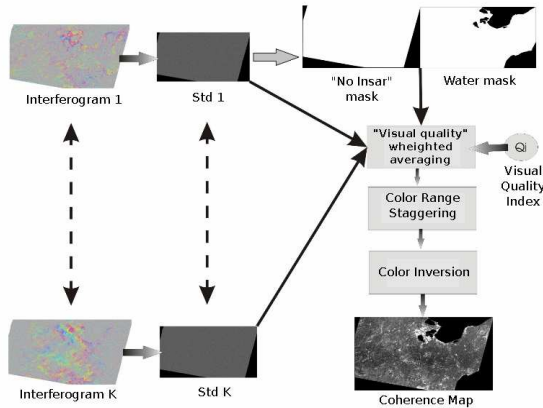 Interferogram 1
Std 1
"No Insar"
mask
Water mask
"Visual quality"
wheighted
averaging
Qi
Visual
Quality
Index
Color Range
Staggering
Color Inversion
Interferogram K
Std K
Coherence Map